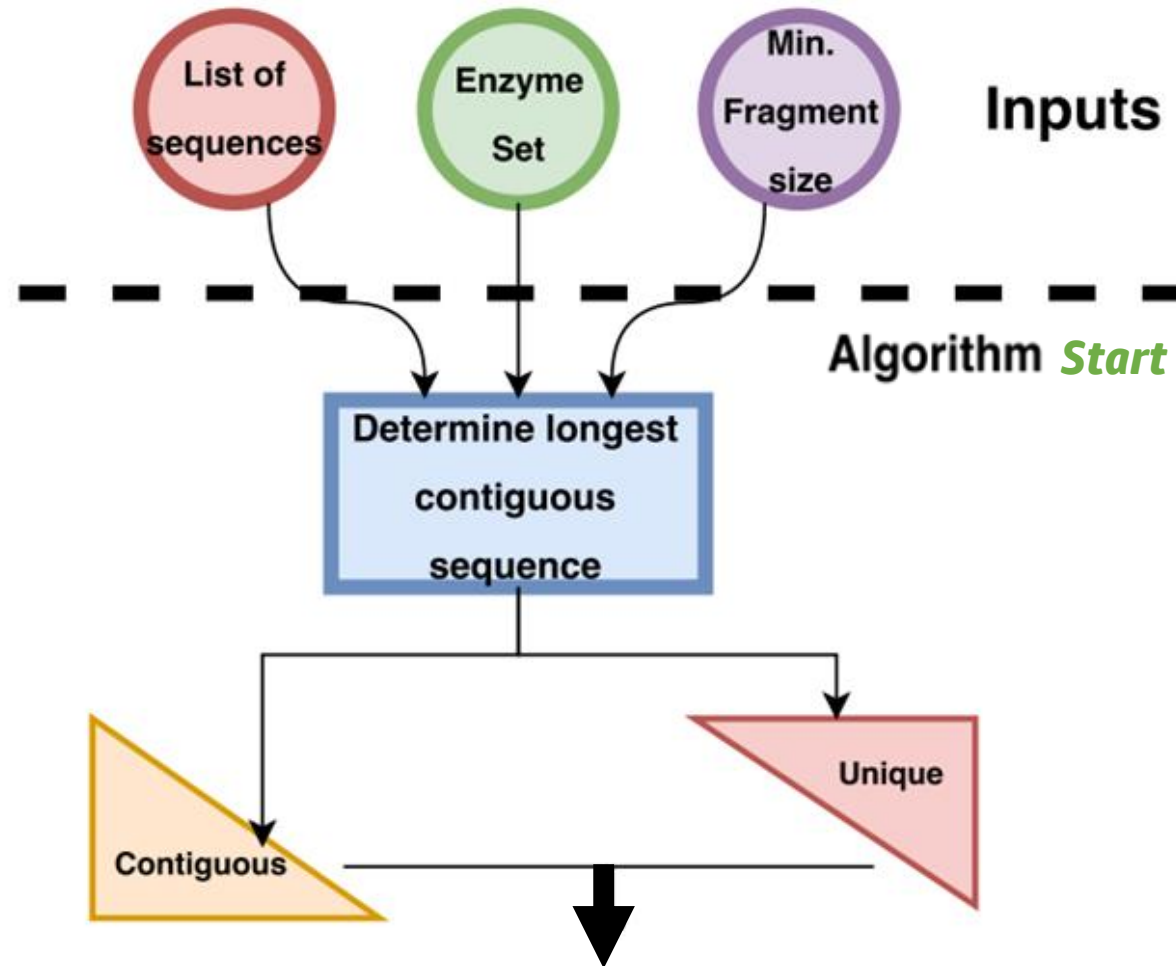 List of
sequences
Enzyme
Set
Min.
Fragment
size
Inputs
Algorithm Start
Determine longest
contiguous
sequence
Unique
Contiguous